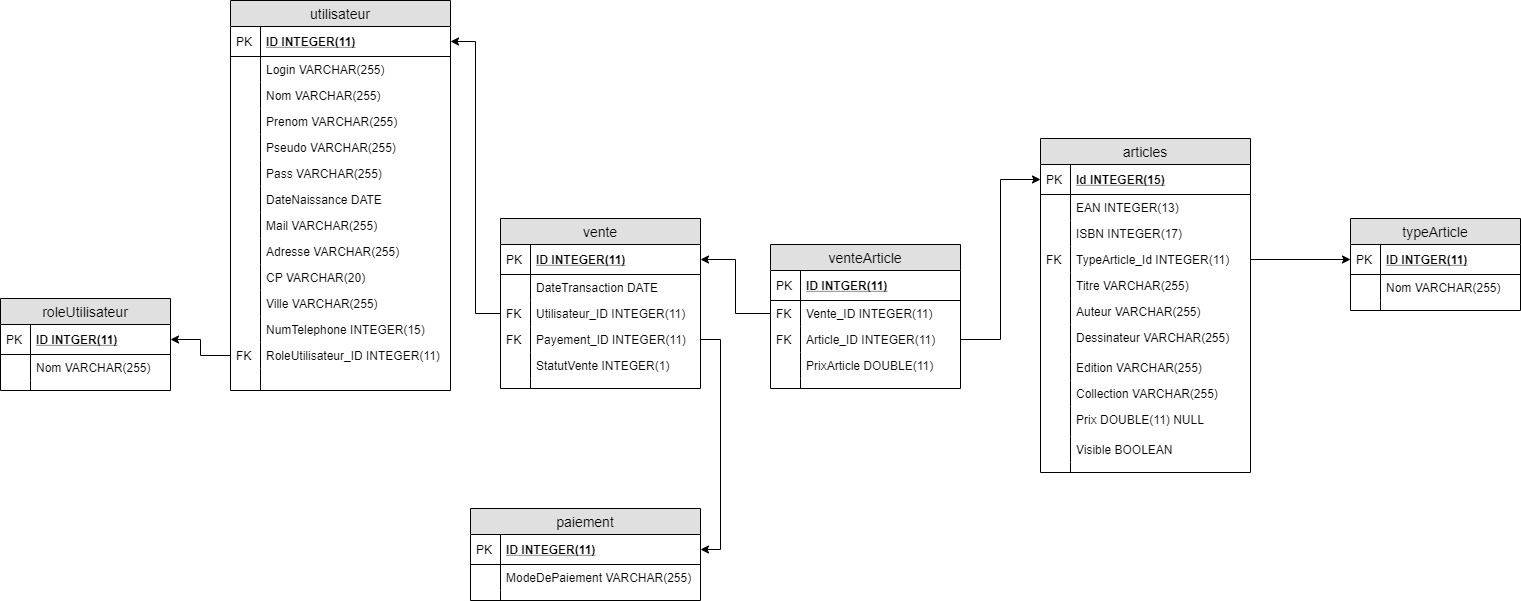 utilisateur
PK ID INTEGER(11)
Login VARCHAR(255)
Nom VARCHAR(255)
Prenom VARCHAR(255)
Pseudo VARCHAR(255)
Pass VARCHAR(255)
DateNaissance DATE
Mail VARCHAR(255)
Adresse VARCHAR(255)
CP VARCHAR(20)
Ville VARCHAR(255)
NumTelephone INTEGER(15)
FK RoleUtilisateur_ID INTEGER(11)
roleUtilisateur
PK ID INTGER(11)
Nom VARCHAR(255)
vente
PK ID INTEGER(11)
DateTransaction DATE
FK Utilisateur_ID INTEGER(11)
FK Payement_ID INTEGER(11)
StatutVente INTEGER(1)
venteArticle
PK ID INTGER(11)
FK Vente_ID INTEGER(11)
FK Article_ID INTEGER(11)
PrixArticle DOUBLE(11)
articles
PK Id INTEGER(15)
EAN INTEGER(13)
ISBN INTEGER(17)
FK TypeArticle_Id INTEGER(11)
Titre VARCHAR(255)
Auteur VARCHAR(255)
Dessinateur VARCHAR(255)
Edition VARCHAR(255)
Collection VARCHAR(255)
Prix DOUBLE(11) NULL
Visible BOOLEAN
typeArticle
PK ID INTGER(11)
Nom VARCHAR(255)
paiement
PK ID INTEGER(11)
ModeDePaiement VARCHAR(255)